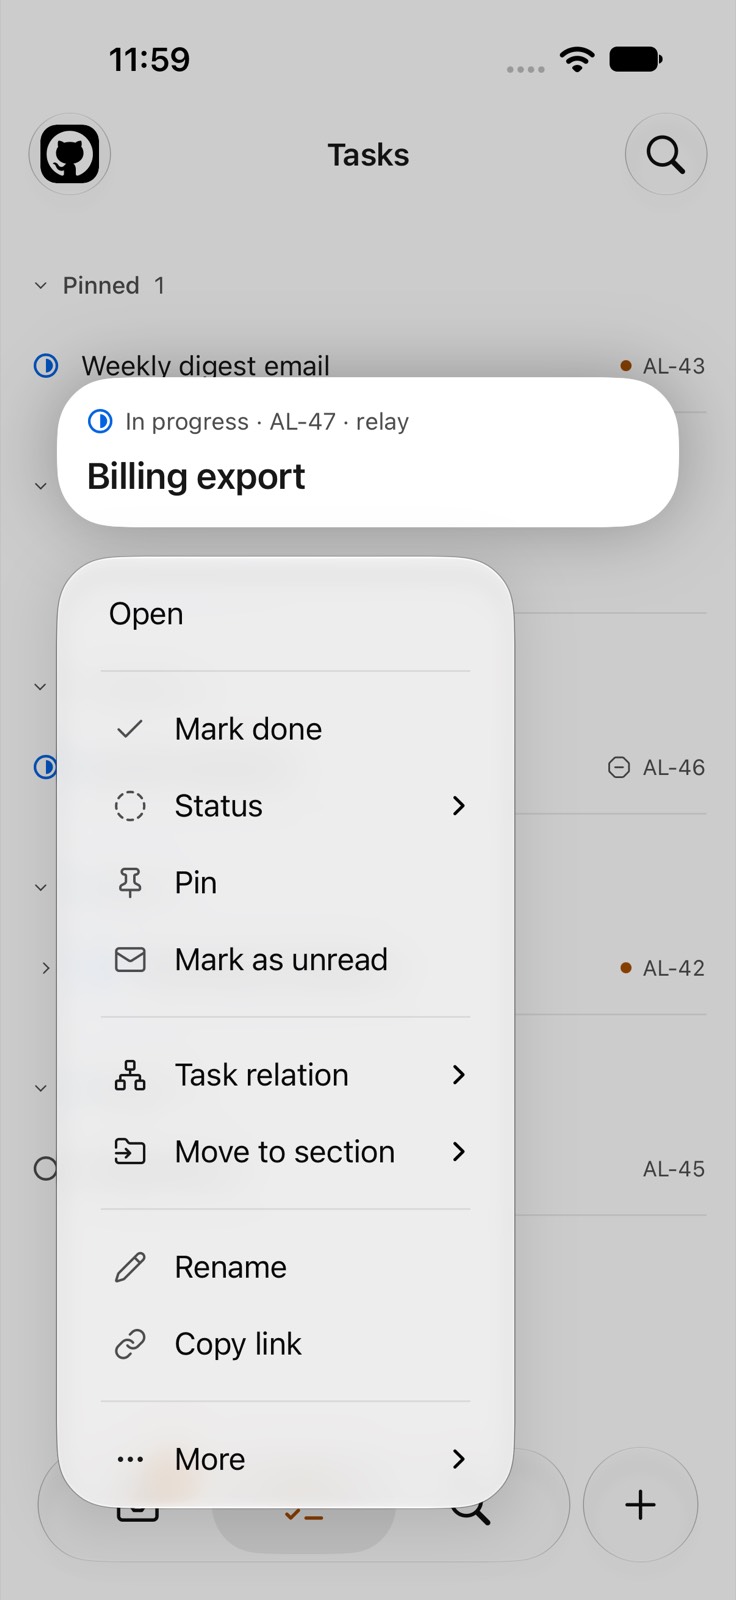 11:59
Tasks
Pinned 1
Weekly digest email AL-43
In progress · AL-47 · relay
Billing export
Open
Mark done
Status
AL-46
Pin
Mark as unread
AL-42
Task relation
Move to section
AL-45
Rename
Copy link
More